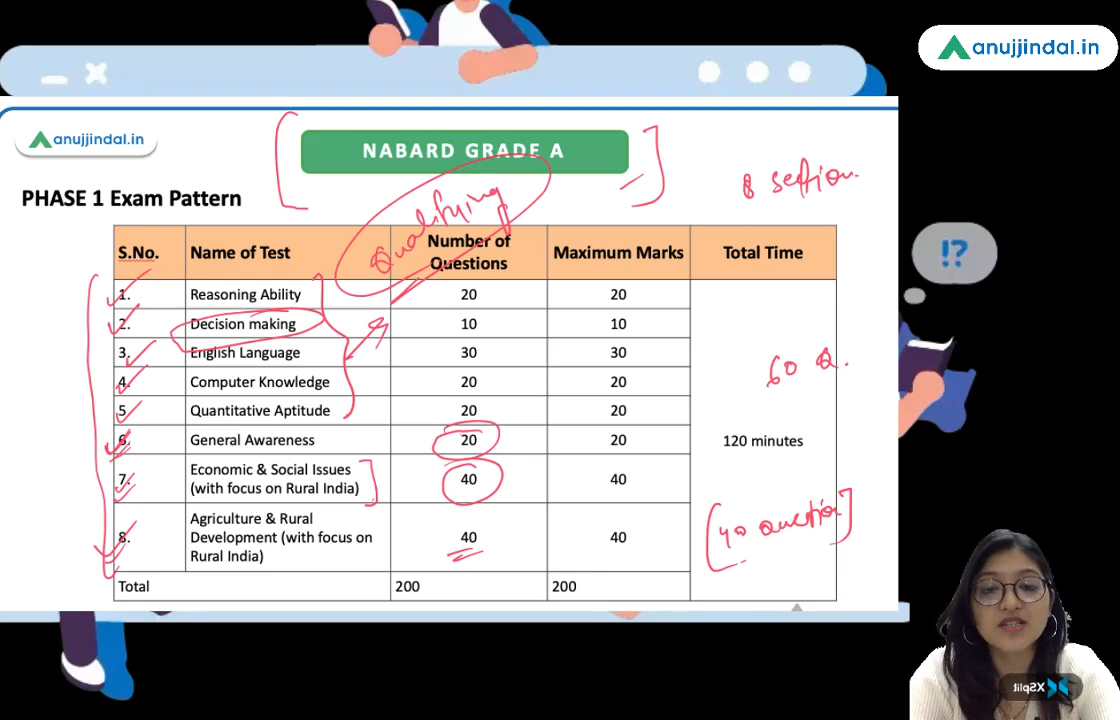 anujjindal.in
anujjindal.in
NABARD GRADE A
8 section.
PHASE 1 Exam Pattern
Qualifying
S.No. Name of Test Number of Questions Maximum Marks Total Time
1. Reasoning Ability 20 20
2. Decision making 10 10
3. English Language 30 30
60 Q.
4. Computer Knowledge 20 20
5 Quantitative Aptitude 20 20
6. General Awareness 20 20 120 minutes
7. Economic & Social Issues (with focus on Rural India) 40 40
8. Agriculture & Rural Development (with focus on Rural India) 40 40
40 question
Total 200 200
!?
XSplit